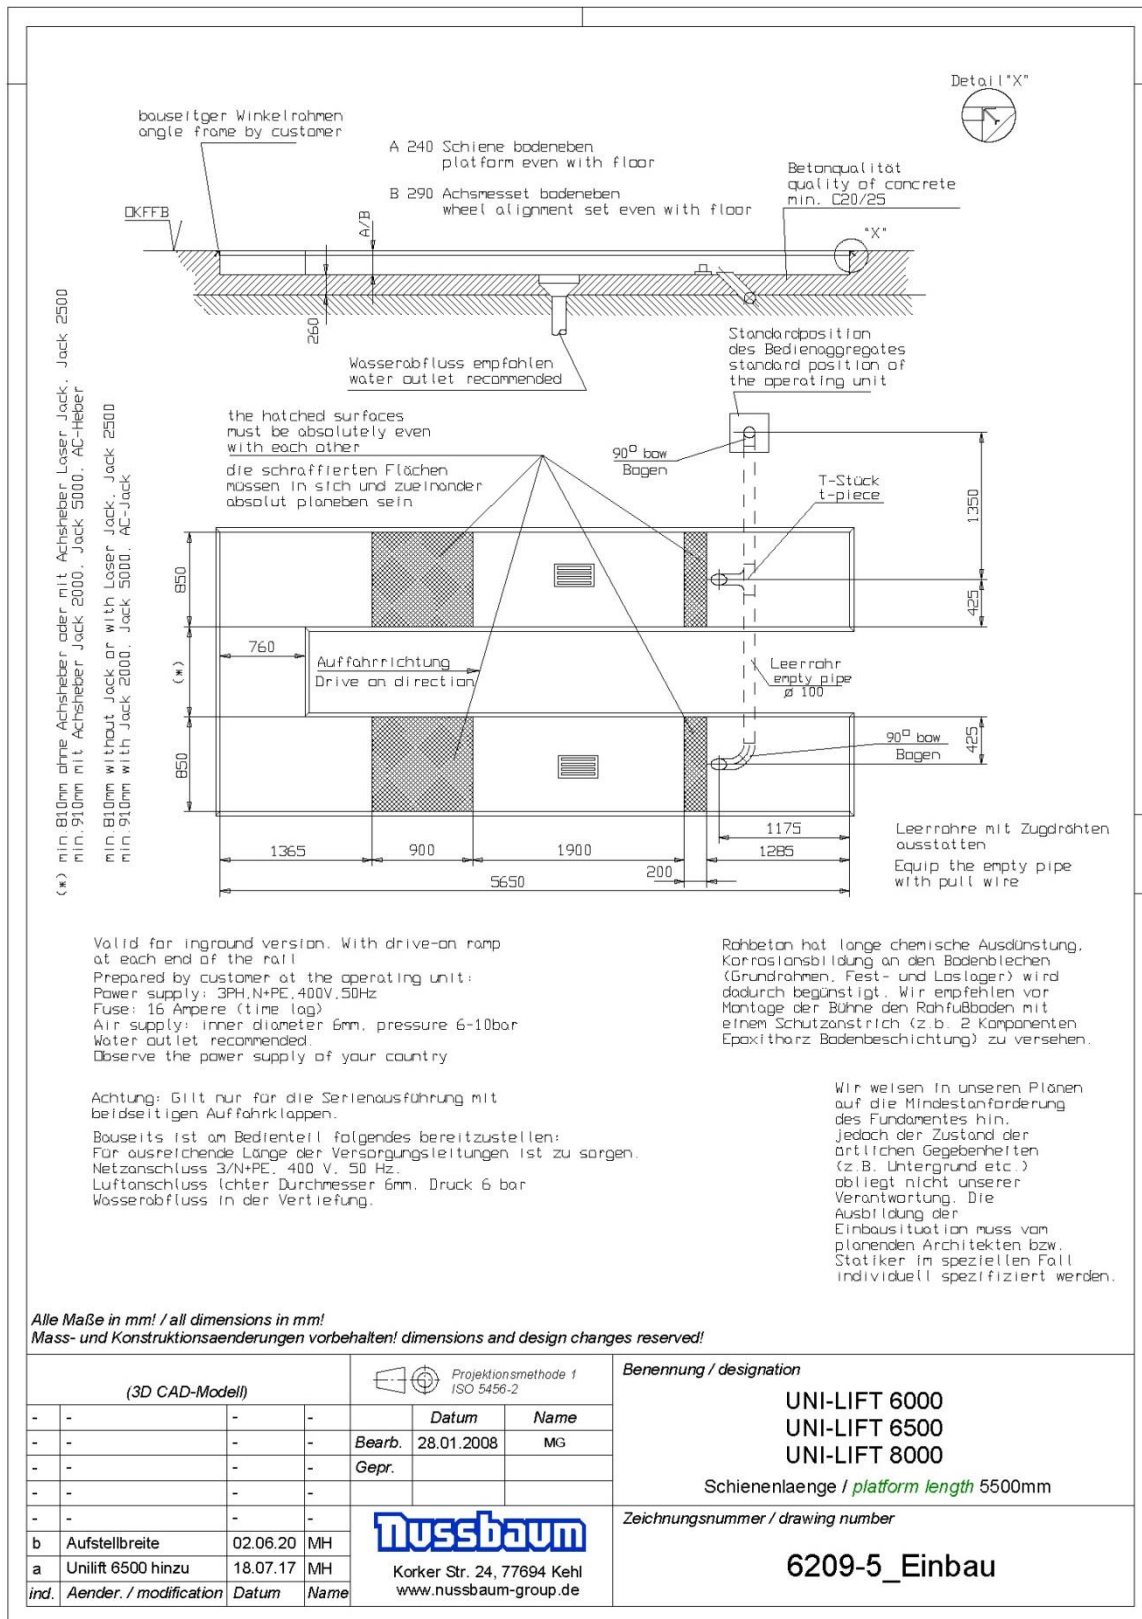 Detail"X"
bauseitger Winkelrahmen
angle frame by customer
A 240 Schiene bodeneben
platform even with floor
B 290 Achsmesset bodeneben
wheel alignment set even with floor
Betonqualität
quality of concrete
min. C20/25
OKFFB
A/B
"X"
260
Wasserabfluss empfohlen
water outlet recommended
Standardposition
des Bedienaggregates
standard position of
the operating unit
the hatched surfaces
must be absolutely even
with each other
die schraffierten Flächen
müssen in sich und zueinander
absolut planeben sein
90° bow
Bogen
T-Stück
t-piece
1350
425
850
760
(*)
Auffahrrichtung
Drive on direction
Leerrohr
empty pipe
ø 100
850
90° bow
Bogen
425
1175
1365
900
1900
200
1285
5650
Leerrohre mit Zugdrähten
ausstatten
Equip the empty pipe
with pull wire
(*) min.810mm ohne Achsheber oder mit Achsheber Laser Jack, Jack 2500
min.910mm mit Achsheber Jack 2000, Jack 5000, AC-Heber
min.810mm without Jack or with Laser Jack, Jack 2500
min.910mm with Jack 2000, Jack 5000, AC-Jack
Valid for inground version. With drive-on ramp
at each end of the rail
Prepared by customer at the operating unit:
Power supply: 3PH,N+PE,400V,50Hz
Fuse: 16 Ampere (time lag)
Air supply: inner diameter 6mm, pressure 6-10bar
Water outlet recommended.
Observe the power supply of your country
Achtung: Gilt nur für die Serienausführung mit
beidseitigen Auffahrklappen.
Bauseits ist am Bedienteil folgendes bereitzustellen:
Für ausreichende Länge der Versorgungsleitungen ist zu sorgen.
Netzanschluss 3/N+PE, 400 V, 50 Hz.
Luftanschluss lchter Durchmesser 6mm. Druck 6 bar
Wasserabfluss in der Vertiefung.
Rohbeton hat lange chemische Ausdünstung,
Korrosionsbildung an den Bodenblechen
(Grundrahmen, Fest- und Loslager) wird
dadurch begünstigt. Wir empfehlen vor
Montage der Bühne den Rohfußboden mit
einem Schutzanstrich (z.b. 2 Komponenten
Epoxitharz Bodenbeschichtung) zu versehen.
Wir weisen in unseren Plänen
auf die Mindestanforderung
des Fundamentes hin,
jedoch der Zustand der
örtlichen Gegebenheiten
(z.B. Untergrund etc.)
obliegt nicht unserer
Verantwortung. Die
Ausbildung der
Einbausituation muss vom
planenden Architekten bzw.
Statiker im speziellen Fall
individuell spezifiziert werden.
Alle Maße in mm! / all dimensions in mm!
Mass- und Konstruktionsaenderungen vorbehalten! dimensions and design changes reserved!
(3D CAD-Modell)
Projektionsmethode 1
ISO 5456-2
- - - -
Datum Name
- - - -
Bearb. 28.01.2008 MG
- - - -
Gepr.
- - - -
- - - -
b Aufstellbreite 02.06.20 MH
a Unilift 6500 hinzu 18.07.17 MH
ind. Aender. / modification Datum Name
Nussbaum
Korker Str. 24, 77694 Kehl
www.nussbaum-group.de
Benennung / designation
UNI-LIFT 6000
UNI-LIFT 6500
UNI-LIFT 8000
Schienenlaenge / platform length 5500mm
Zeichnungsnummer / drawing number
6209-5_Einbau